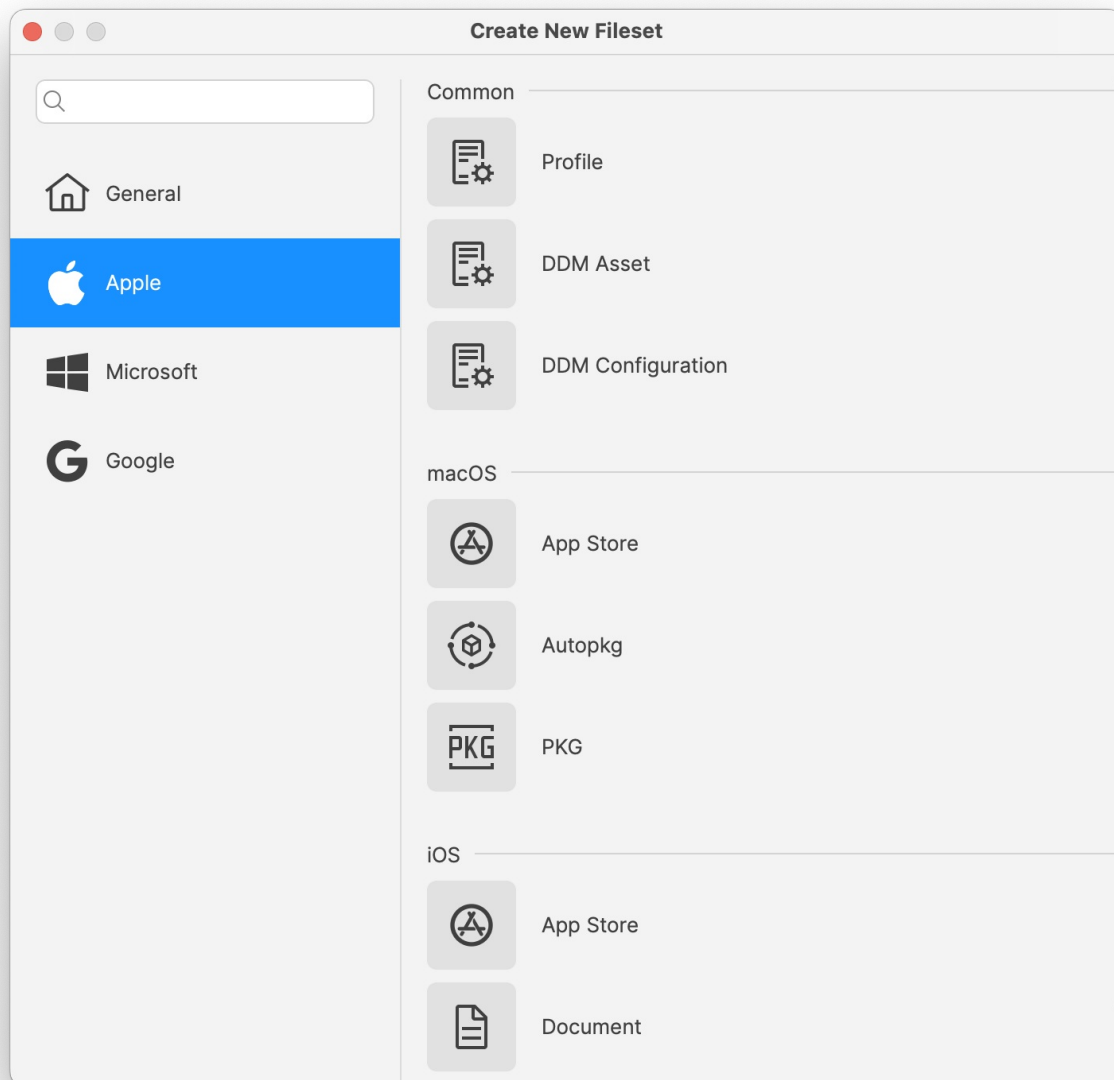 Create New Fileset
General
Apple
Microsoft
Google
Common
Profile
DDM Asset
DDM Configuration
macOS
App Store
Autopkg
PKG
PKG
iOS
App Store
Document